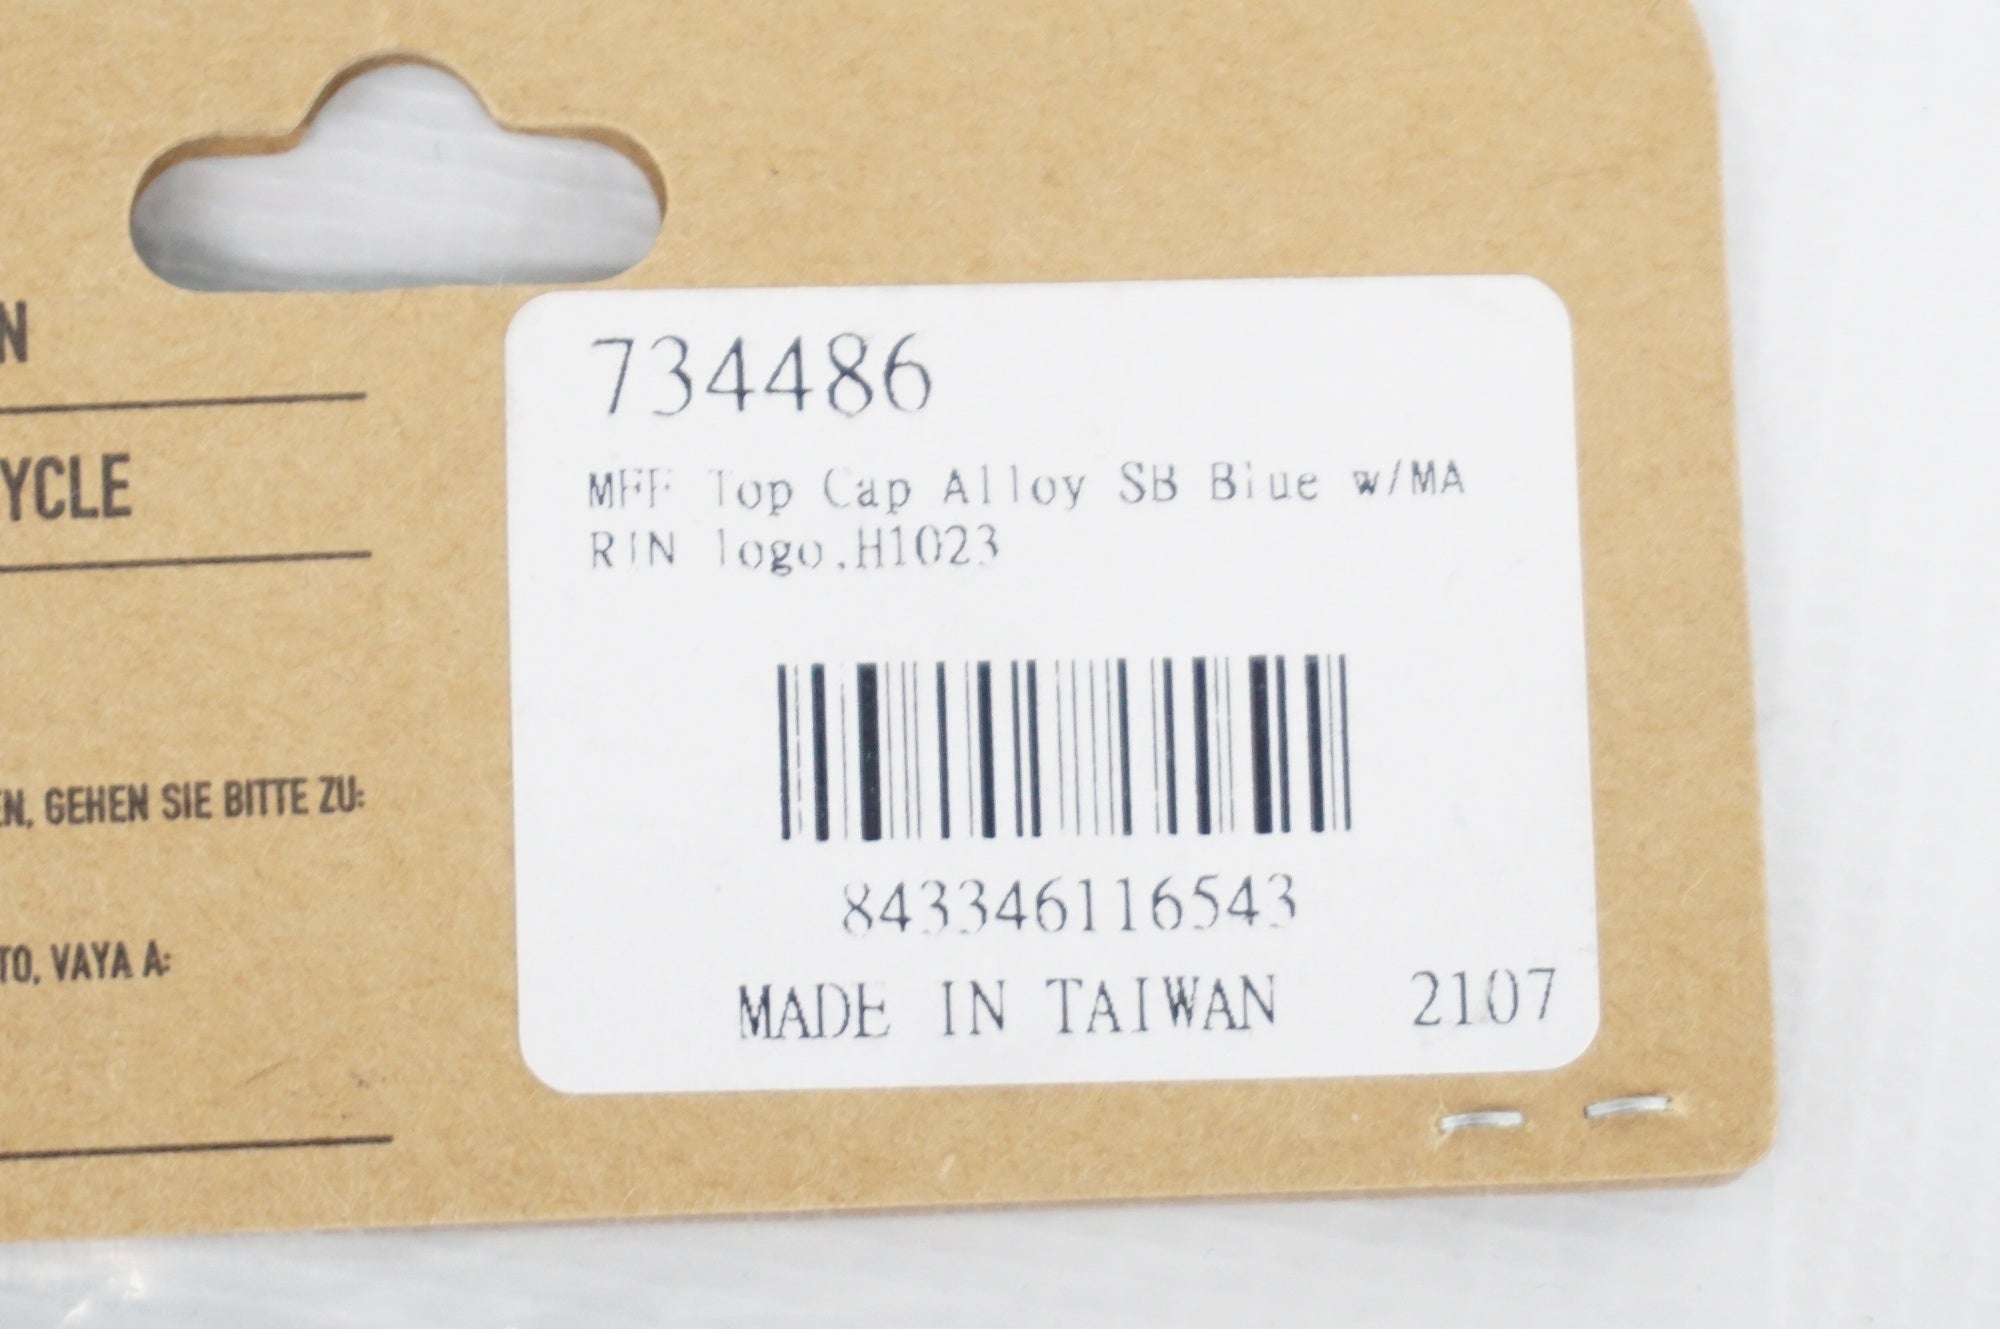 N
YCLE
EN, GEHEN SIE BITTE ZU:
TO, VAYA A:
734486
MFF Top Cap Alloy SB Blue w/MA
RIN logo,H1023
843346116543
MADE IN TAIWAN 2107